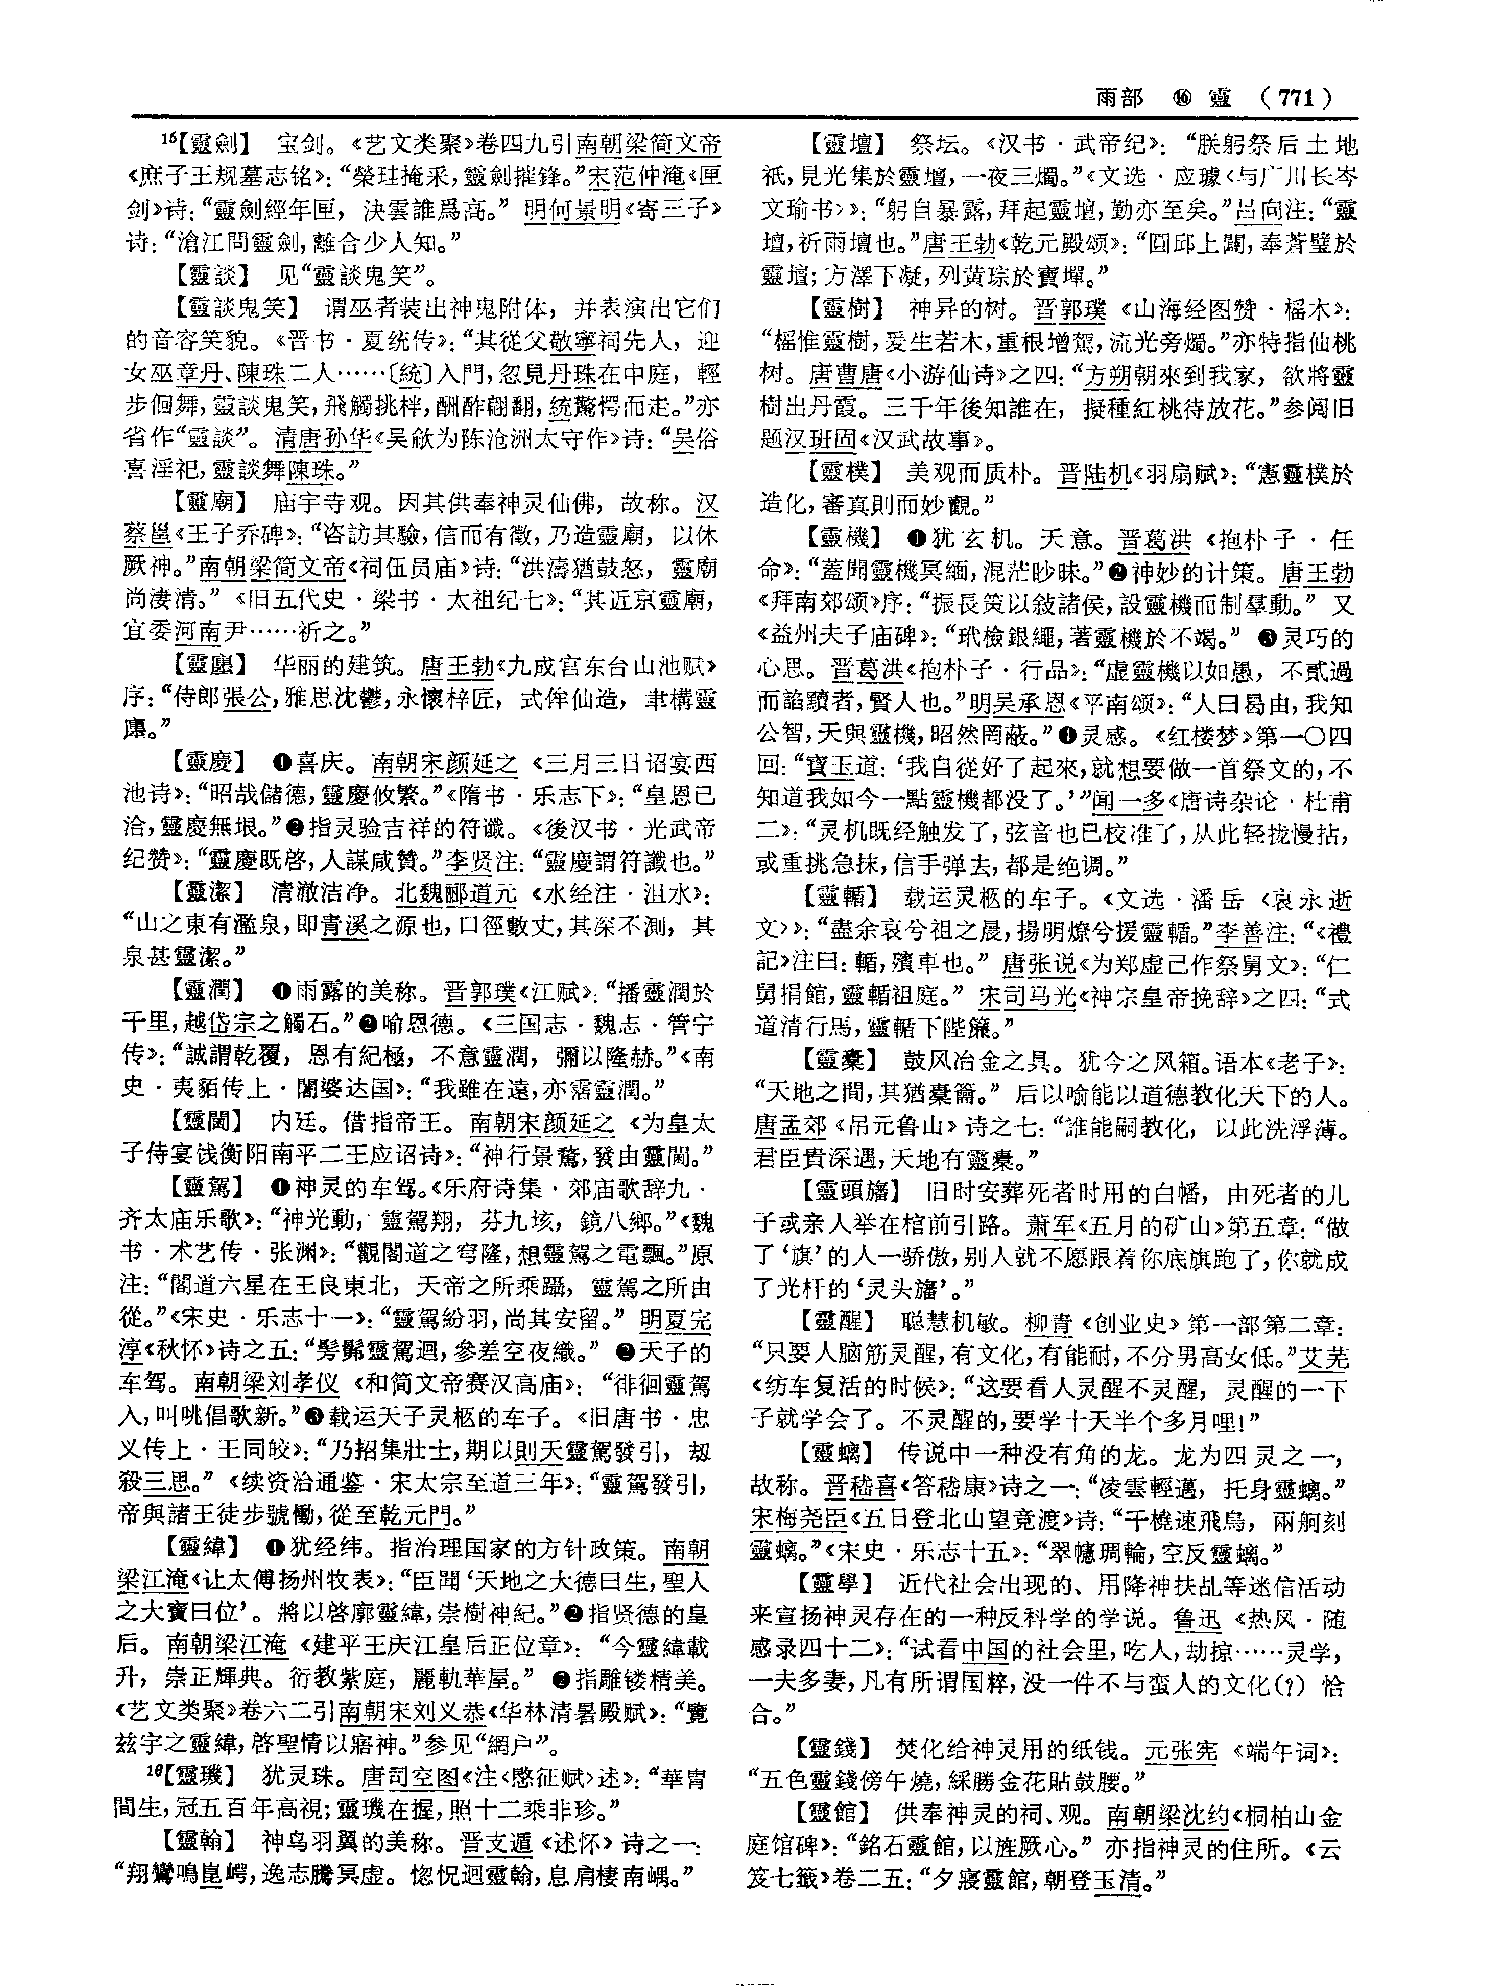 雨部　⑯　靈　（771）
¹⁵【靈劍】　宝剑。《艺文类聚》卷四九引南朝梁简文帝
《庶子王规墓志铭》：“榮珪掩采，靈劍摧鋒。”宋范仲淹《匣
剑》诗：“靈劍經年匣，決雲誰爲高。”明何景明《寄三子》
诗：“滄江問靈劍，離合少人知。”
【靈談】　见“靈談鬼笑”。
【靈談鬼笑】　谓巫者装出神鬼附体，并表演出它们
的音容笑貌。《晋书·夏统传》：“其從父敬寧祠先人，迎
女巫章丹、陳珠二人……〔統〕入門，忽見丹珠在中庭，輕
步佪舞，靈談鬼笑，飛觸挑柈，酬酢翩翻，統驚愕而走。”亦
省作“靈談”。清唐孙华《吴歈为陈沧洲太守作》诗：“吴俗
喜淫祀，靈談舞陳珠。”
【靈廟】　庙宇寺观。因其供奉神灵仙佛，故称。汉
蔡邕《王子乔碑》：“咨訪其驗，信而有徵，乃造靈廟，以休
厥神。”南朝梁简文帝《祠伍员庙》诗：“洪濤猶鼓怒，靈廟
尚淒清。”《旧五代史·梁书·太祖纪七》：“其近京靈廟，
宜委河南尹……祈之。”
【靈廛】　华丽的建筑。唐王勃《九成宫东台山池赋》
序：“侍郎張公，雅思沈鬱，永懷梓匠，式侔仙造，聿構靈
廛。”
【靈慶】　❶喜庆。南朝宋颜延之《三月三日诏宴西
池诗》：“昭哉儲德，靈慶攸繁。”《隋书·乐志下》：“皇恩已
洽，靈慶無垠。”❷指灵验吉祥的符谶。《後汉书·光武帝
纪赞》：“靈慶既啓，人謀咸贊。”李贤注：“靈慶謂符讖也。”
【靈潔】　清澈洁净。北魏郦道元《水经注·沮水》：
“山之東有濫泉，即青溪之源也，口徑數丈，其深不測，其
泉甚靈潔。”
【靈潤】　❶雨露的美称。晋郭璞《江赋》：“播靈潤於
千里，越岱宗之觸石。”❷喻恩德。《三国志·魏志·管宁
传》：“誠謂乾覆，恩有紀極，不意靈潤，彌以隆赫。”《南
史·夷貊传上·闍婆达国》：“我雖在遠，亦霑靈潤。”
【靈閫】　内廷。借指帝王。南朝宋颜延之《为皇太
子侍宴饯衡阳南平二王应诏诗》：“神行景騖，發由靈閫。”
【靈駕】　❶神灵的车驾。《乐府诗集·郊庙歌辞九·
齐太庙乐歌》：“神光動，靈駕翔，芬九垓，鏡八鄉。”《魏
书·术艺传·张渊》：“觀閣道之穹隆，想靈駕之電飄。”原
注：“閣道六星在王良東北，天帝之所乘躡，靈駕之所由
從。”《宋史·乐志十一》：“靈駕紛羽，尚其安留。”明夏完
淳《秋怀》诗之五：“髣髴靈駕迴，參差空夜織。”❷天子的
车驾。南朝梁刘孝仪《和简文帝赛汉高庙》：“徘徊靈駕
入，叫咷倡歌新。”❸载运天子灵柩的车子。《旧唐书·忠
义传上·王同皎》：“乃招集壯士，期以則天靈駕發引，劫
殺三思。”《续资治通鉴·宋太宗至道三年》：“靈駕發引，
帝與諸王徒步號慟，從至乾元門。”
【靈緯】　❶犹经纬。指治理国家的方针政策。南朝
梁江淹《让太傅扬州牧表》：“臣聞‘天地之大德曰生，聖人
之大寶曰位’。將以啓廓靈緯，崇樹神紀。”❷指贤德的皇
后。南朝梁江淹《建平王庆江皇后正位章》：“今靈緯載
升，崇正輝典。衍教紫庭，麗軌華屋。”❷指雕镂精美。
《艺文类聚》卷六二引南朝宋刘义恭《华林清暑殿赋》：“覽
兹宇之靈緯，啓聖情以寤神。”参见“網户”。
¹⁶【靈璣】　犹灵珠。唐司空图《注〈愍征赋〉述》：“華冑
間生，冠五百年高視；靈璣在握，照十二乘非珍。”
【靈翰】　神鸟羽翼的美称。晋支遁《述怀》诗之一：
“翔鸞鳴崑崿，逸志騰冥虚。惚怳迴靈翰，息肩棲南嵎。”
【靈壇】　祭坛。《汉书·武帝纪》：“朕躬祭后土地
祇，見光集於靈壇，一夜三燭。”《文选·应璩〈与广川长岑
文瑜书〉》：“躬自暴露，拜起靈壇，勤亦至矣。”吕向注：“靈
壇，祈雨壇也。”唐王勃《乾元殿颂》：“圓邱上闢，奉蒼璧於
靈壇；方澤下凝，列黄琮於寶墠。”
【靈樹】　神异的树。晋郭璞《山海经图赞·榣木》：
“榣惟靈樹，爰生若木，重根增駕，流光旁燭。”亦特指仙桃
树。唐曹唐《小游仙诗》之四：“方朔朝來到我家，欲將靈
樹出丹霞。三千年後知誰在，擬種紅桃待放花。”参阅旧
题汉班固《汉武故事》。
【靈樸】　美观而质朴。晋陆机《羽扇赋》：“憲靈樸於
造化，審真則而妙觀。”
【靈機】　❶犹玄机。天意。晋葛洪《抱朴子·任
命》：“蓋聞靈機冥緬，混茫眇昧。”❷神妙的计策。唐王勃
《拜南郊颂》序：“振長筴以敍諸侯，設靈機而制羣動。”又
《益州夫子庙碑》：“玳檢銀繩，著靈機於不竭。”❸灵巧的
心思。晋葛洪《抱朴子·行品》：“虚靈機以如愚，不貳過
而諂黷者，賢人也。”明吴承恩《平南颂》：“人曰曷由，我知
公智，天與靈機，昭然罔蔽。”❹灵感。《红楼梦》第一〇四
回：“寶玉道：‘我自從好了起來，就想要做一首祭文的，不
知道我如今一點靈機都没了。’”闻一多《唐诗杂论·杜甫
二》：“灵机既经触发了，弦音也已校准了，从此轻拢慢拈，
或重挑急抹，信手弹去，都是绝调。”
【靈輴】　载运灵柩的车子。《文选·潘岳〈哀永逝
文〉》：“盡余哀兮祖之晨，揚明燎兮援靈輴。”李善注：“《禮
記》注曰：輴，殯車也。”唐张说《为郑虚己作祭舅文》：“仁
舅捐館，靈輴祖庭。”宋司马光《神宗皇帝挽辞》之四：“式
道清行馬，靈輴下陛簾。”
【靈橐】　鼓风冶金之具。犹今之风箱。语本《老子》：
“天地之間，其猶橐籥。”后以喻能以道德教化天下的人。
唐孟郊《吊元鲁山》诗之七：“誰能嗣教化，以此洗浮薄。
君臣貴深遇，天地有靈橐。”
【靈頭旛】　旧时安葬死者时用的白幡，由死者的儿
子或亲人举在棺前引路。萧军《五月的矿山》第五章：“做
了‘旗’的人一骄傲，别人就不愿跟着你底旗跑了，你就成
了光杆的‘灵头旛’。”
【靈醒】　聪慧机敏。柳青《创业史》第一部第二章：
“只要人脑筋灵醒，有文化，有能耐，不分男高女低。”艾芜
《纺车复活的时候》：“这要看人灵醒不灵醒，灵醒的一下
子就学会了。不灵醒的，要学十天半个多月哩！”
【靈螭】　传说中一种没有角的龙。龙为四灵之一，
故称。晋嵇喜《答嵇康》诗之一：“凌雲輕邁，托身靈螭。”
宋梅尧臣《五日登北山望竞渡》诗：“千橈速飛鳥，兩舸刻
靈螭。”《宋史·乐志十五》：“翠幰琱輪，空反靈螭。”
【靈學】　近代社会出现的、用降神扶乩等迷信活动
来宣扬神灵存在的一种反科学的学说。鲁迅《热风·随
感录四十二》：“试看中国的社会里，吃人，劫掠……灵学，
一夫多妻，凡有所谓国粹，没一件不与蛮人的文化（？）恰
合。”
【靈錢】　焚化给神灵用的纸钱。元张宪《端午词》：
“五色靈錢傍午燒，綵勝金花貼鼓腰。”
【靈館】　供奉神灵的祠、观。南朝梁沈约《桐柏山金
庭馆碑》：“銘石靈館，以旌厥心。”亦指神灵的住所。《云
笈七籤》卷二五：“夕寢靈館，朝登玉清。”